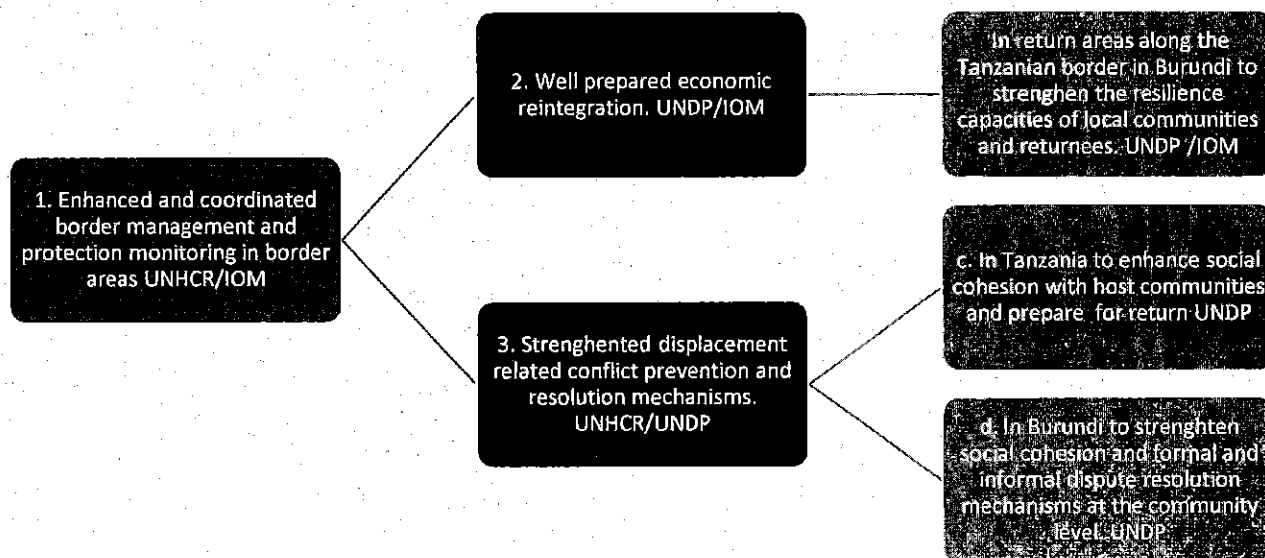 1. Enhanced and coordinated
border management and
protection monitoring in border
areas UNHCR/IOM
2. Well prepared economic
reintegration. UNDP/IOM
3. Strenghented displacement
related conflict prevention and
resolution mechanisms.
UNHCR/UNDP
In return areas along the
Tanzanian border in Burundi to
strenghen the resilience
capacities of local communities
and returnees. UNDP /IOM
c. In Tanzania to enhance social
cohesion with host communities
and prepare for return UNDP
d. In Burundi to strenghten
social cohesion and formal and
informal dispute resolution
mechanisms at the community
level. UNDP